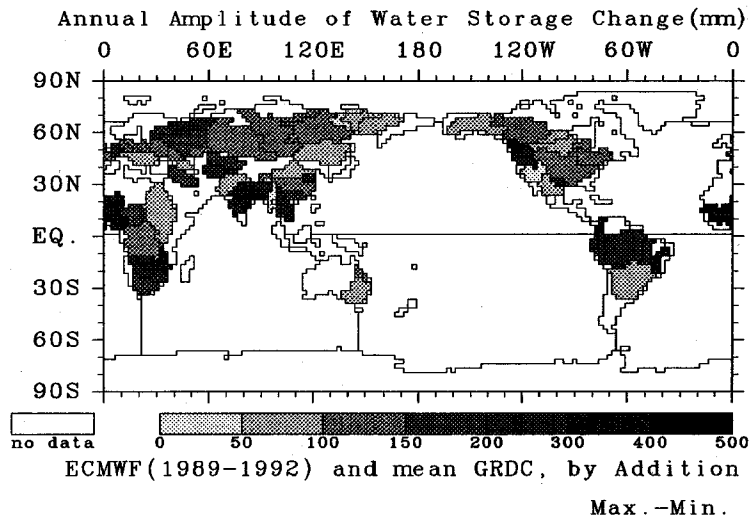 Annual Amplitude of Water Storage Change(mm)
0 60E 120E 180 120W 60W 0
90N
60N
30N
EQ.
30S
60S
90S
no data 0 50 100 150 200 300 400 500
ECMWF(1989-1992) and mean GRDC, by Addition
Max.-Min.